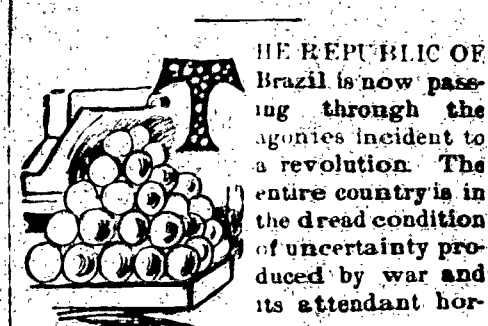 THE REPUBLIC OF
Brazil is now pass-
ing through the
agonies incident to
a revolution. The
entire country is in
the dread condition
of uncertainty pro-
duced by war and
its attendant hor-